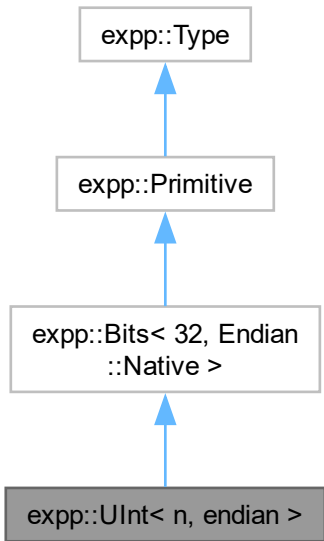 expp::Type
expp::Primitive
expp::Bits< 32, Endian
::Native >
expp::UInt< n, endian >